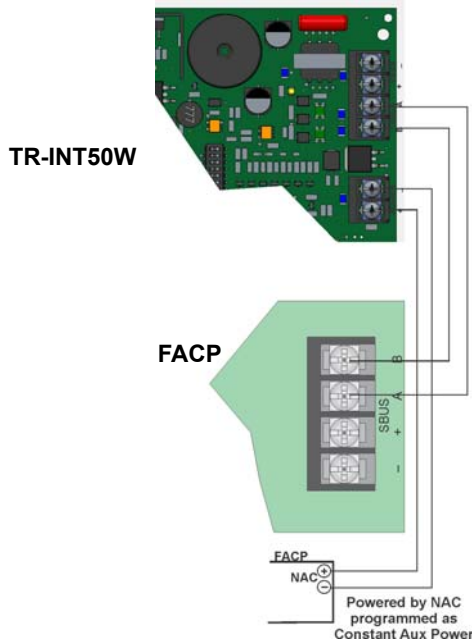 TR-INT50W
-
+
A
B
-
+
FACP
B
A
SBUS
+
-
FACP
NAC
+
-
Powered by NAC
programmed as
Constant Aux Power